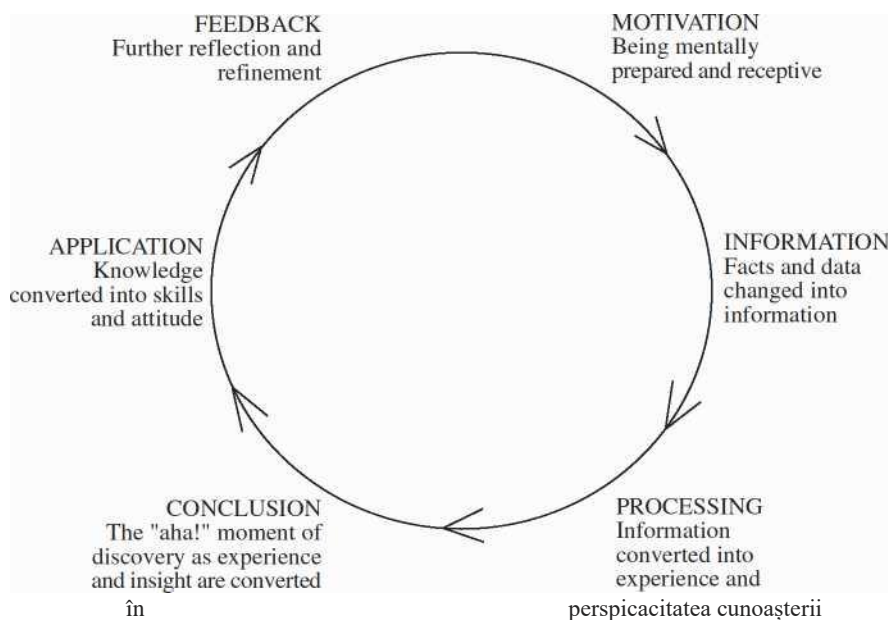 FEEDBACK
Further reflection and
refinement
MOTIVATION
Being mentally
prepared and receptive
INFORMATION
Facts and data
changed into
information
PROCESSING
Information
converted into
experience and
CONCLUSION
The "aha!" moment of
discovery as experience
and insight are converted
APPLICATION
Knowledge
converted into skills
and attitude
în
perspicacitatea cunoașterii